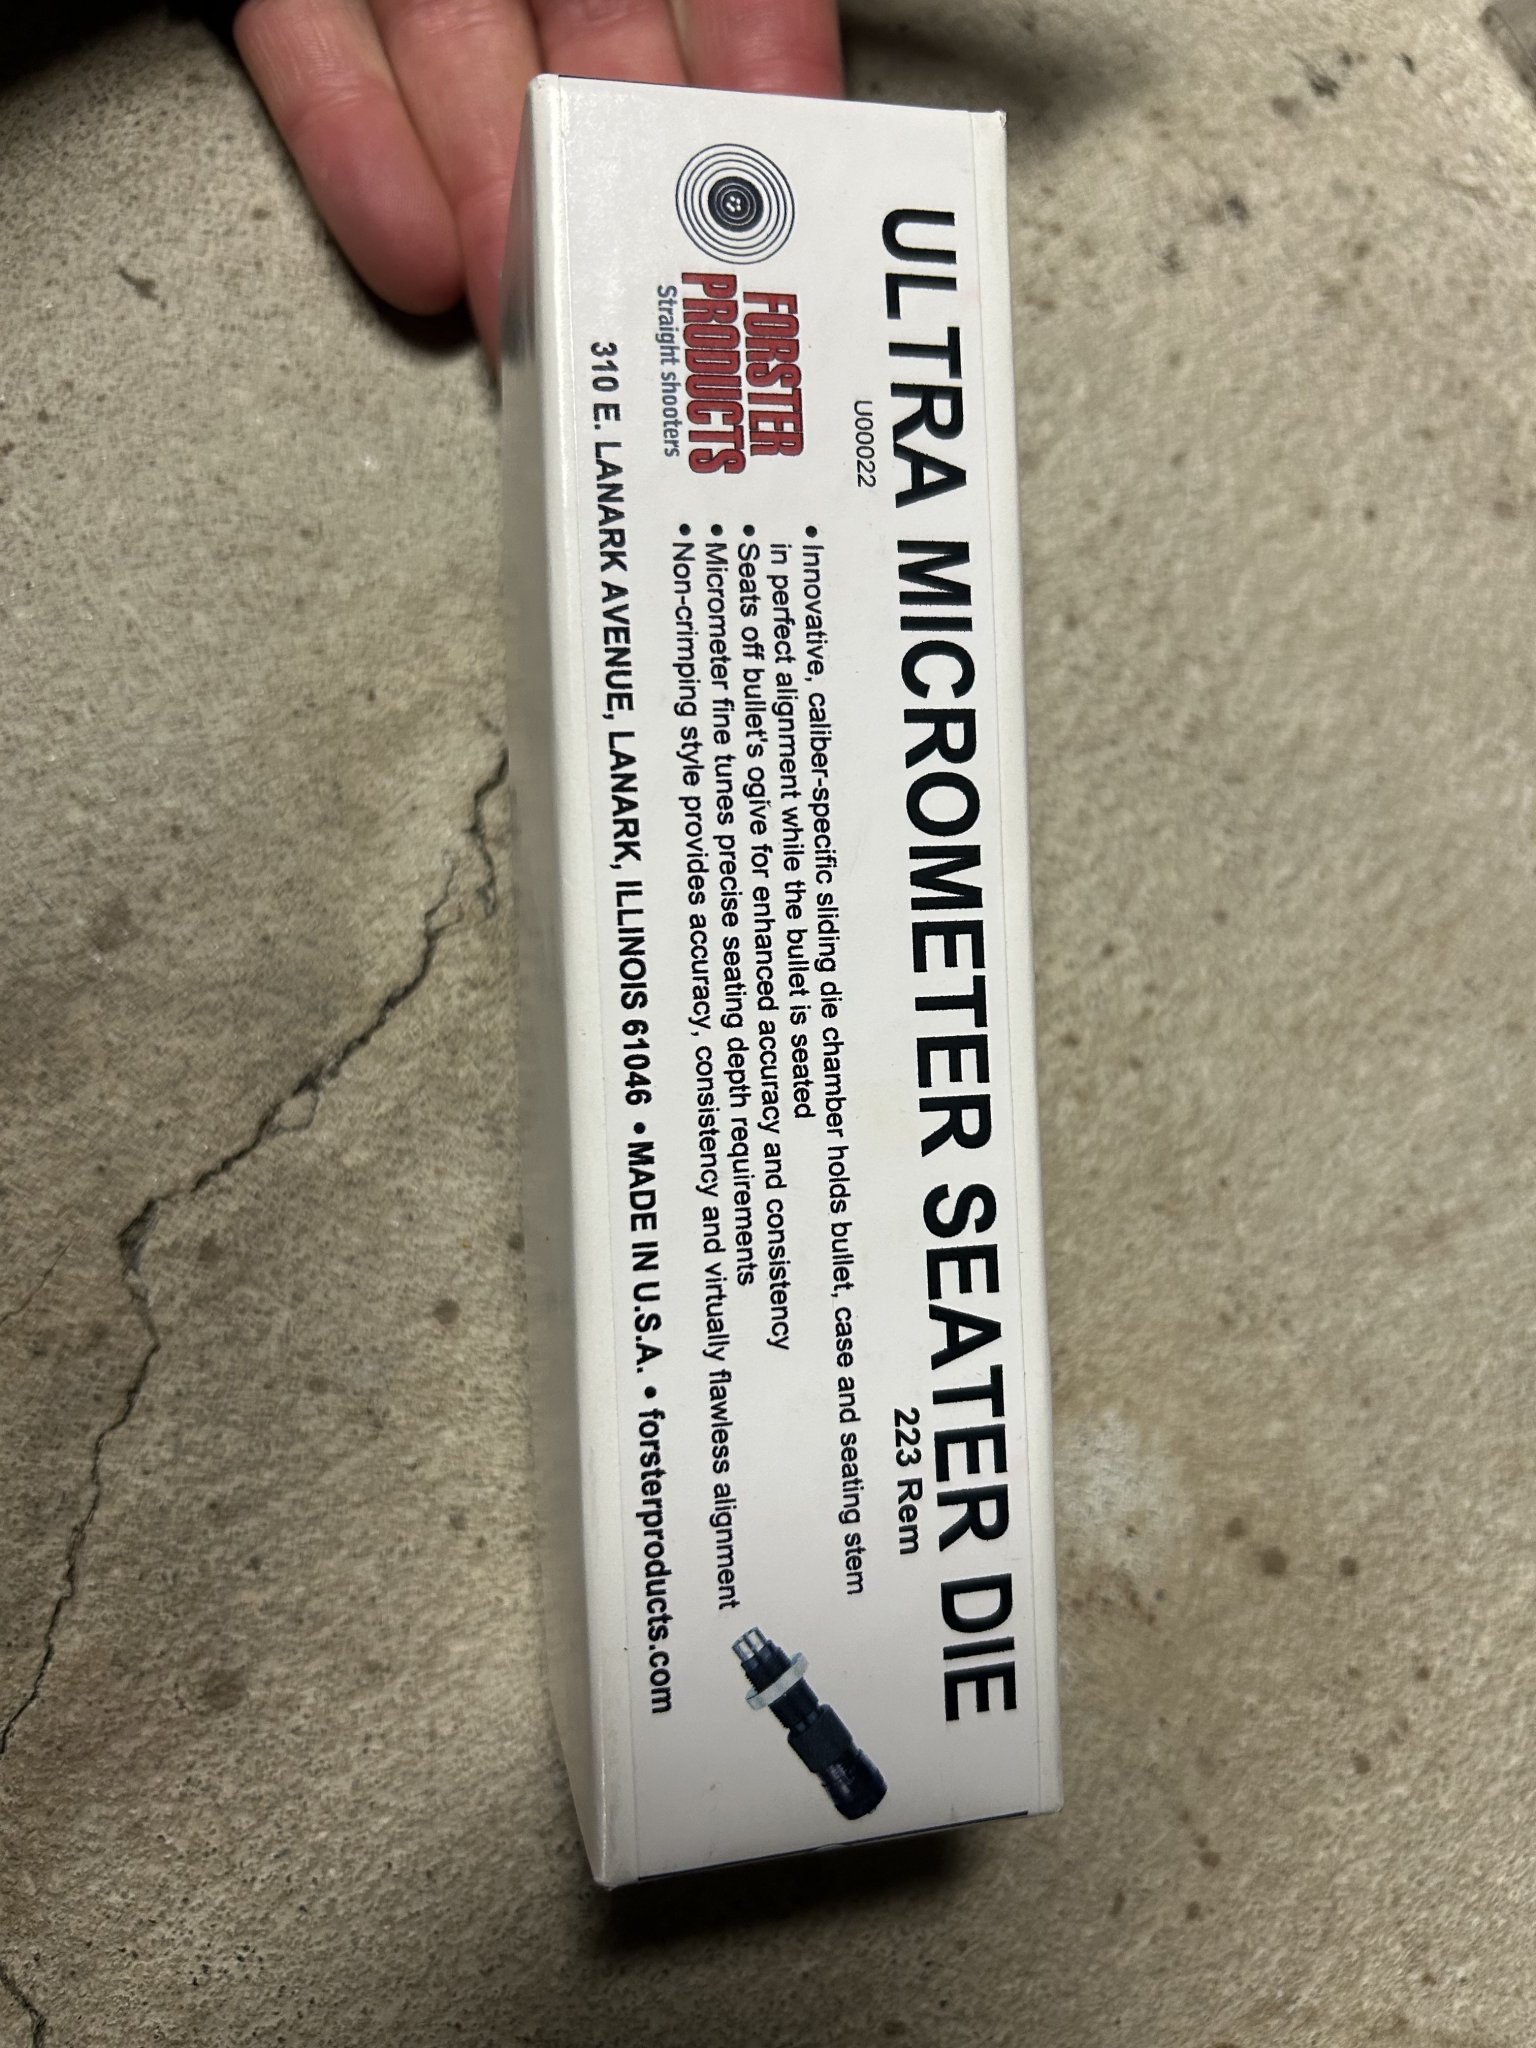 ULTRA MICROMETER SEATER DIE
U00022
223 Rem
• Innovative, caliber-specific sliding die chamber holds bullet, case and seating stem
in perfect alignment while the bullet is seated
• Seats off bullet's ogive for enhanced accuracy and consistency
• Micrometer fine tunes precise seating depth requirements
• Non-crimping style provides accuracy, consistency and virtually flawless alignment
FORSTER
PRODUCTS
Straight shooters
310 E. LANARK AVENUE, LANARK, ILLINOIS 61046 • MADE IN U.S.A. • forsterproducts.com